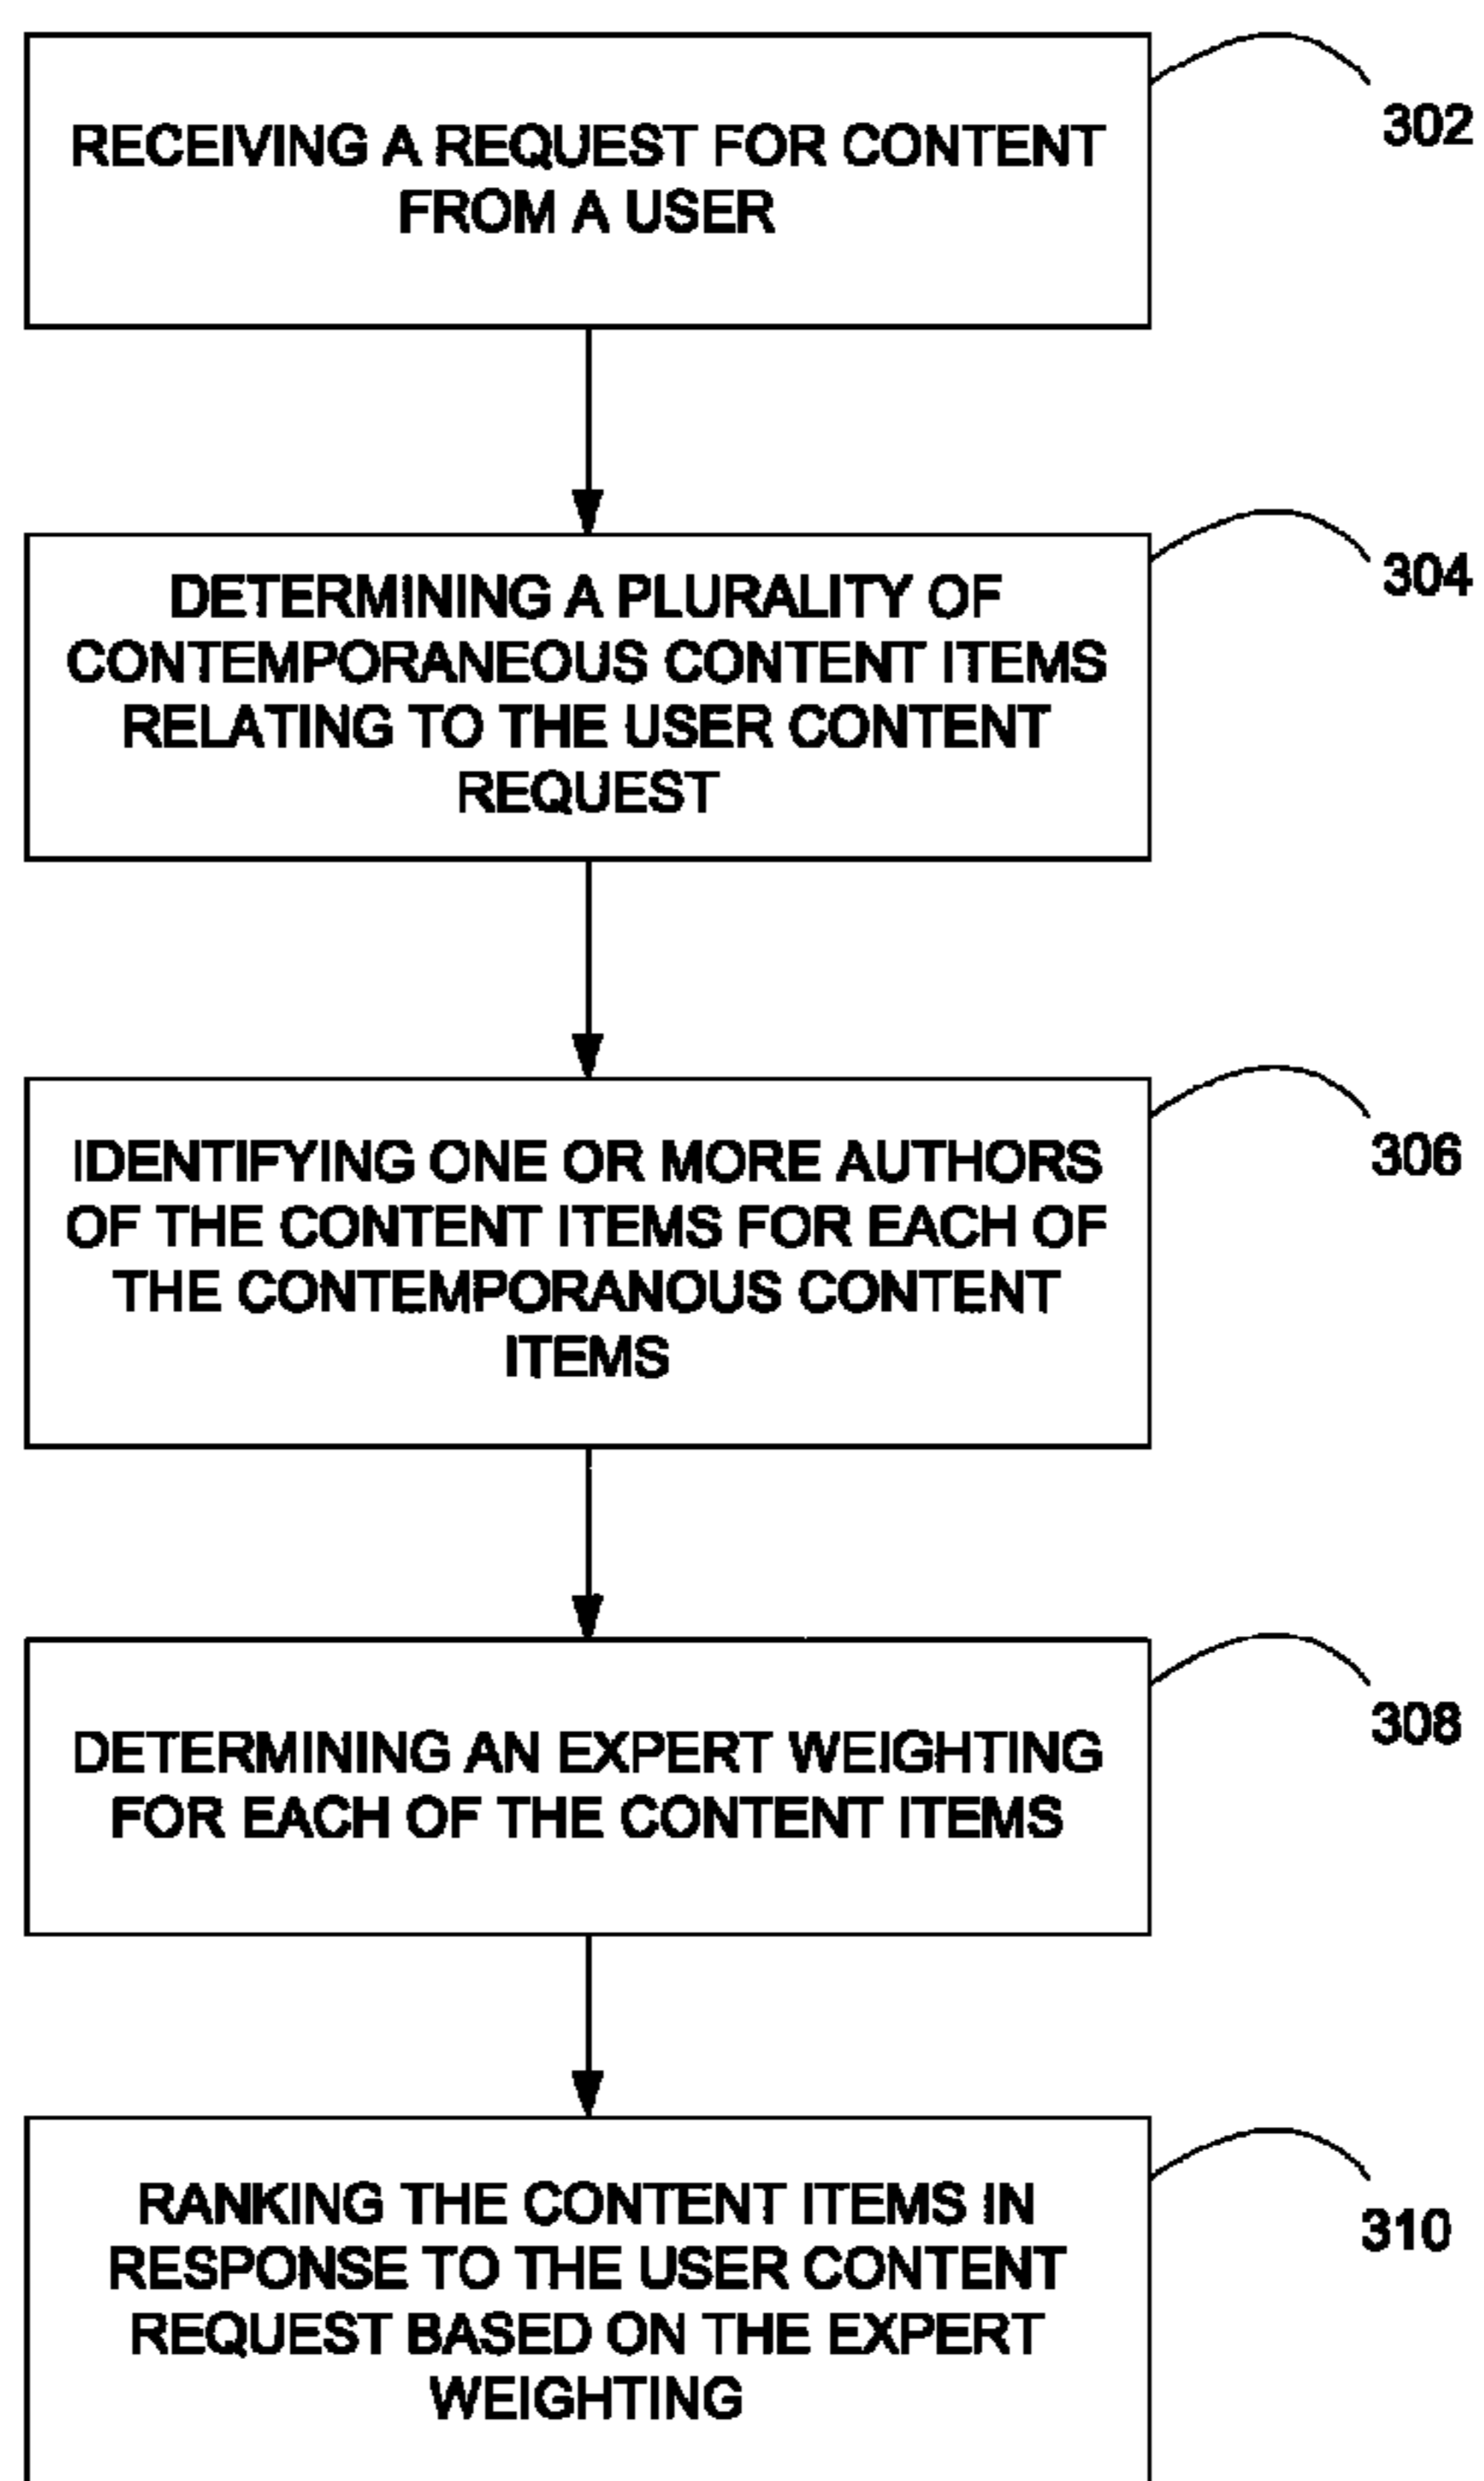 RECEIVING A REQUEST FOR CONTENT
FROM A USER
302
DETERMINING A PLURALITY OF
CONTEMPORANEOUS CONTENT ITEMS
RELATING TO THE USER CONTENT
REQUEST
304
IDENTIFYING ONE OR MORE AUTHORS
OF THE CONTENT ITEMS FOR EACH OF
THE CONTEMPORANOUS CONTENT
ITEMS
306
DETERMINING AN EXPERT WEIGHTING
FOR EACH OF THE CONTENT ITEMS
308
RANKING THE CONTENT ITEMS IN
RESPONSE TO THE USER CONTENT
REQUEST BASED ON THE EXPERT
WEIGHTING
310